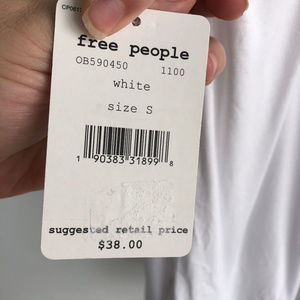 free people
OB590450 1100
white
size S
1 90383 31899 8
suggested retail price
$38.00